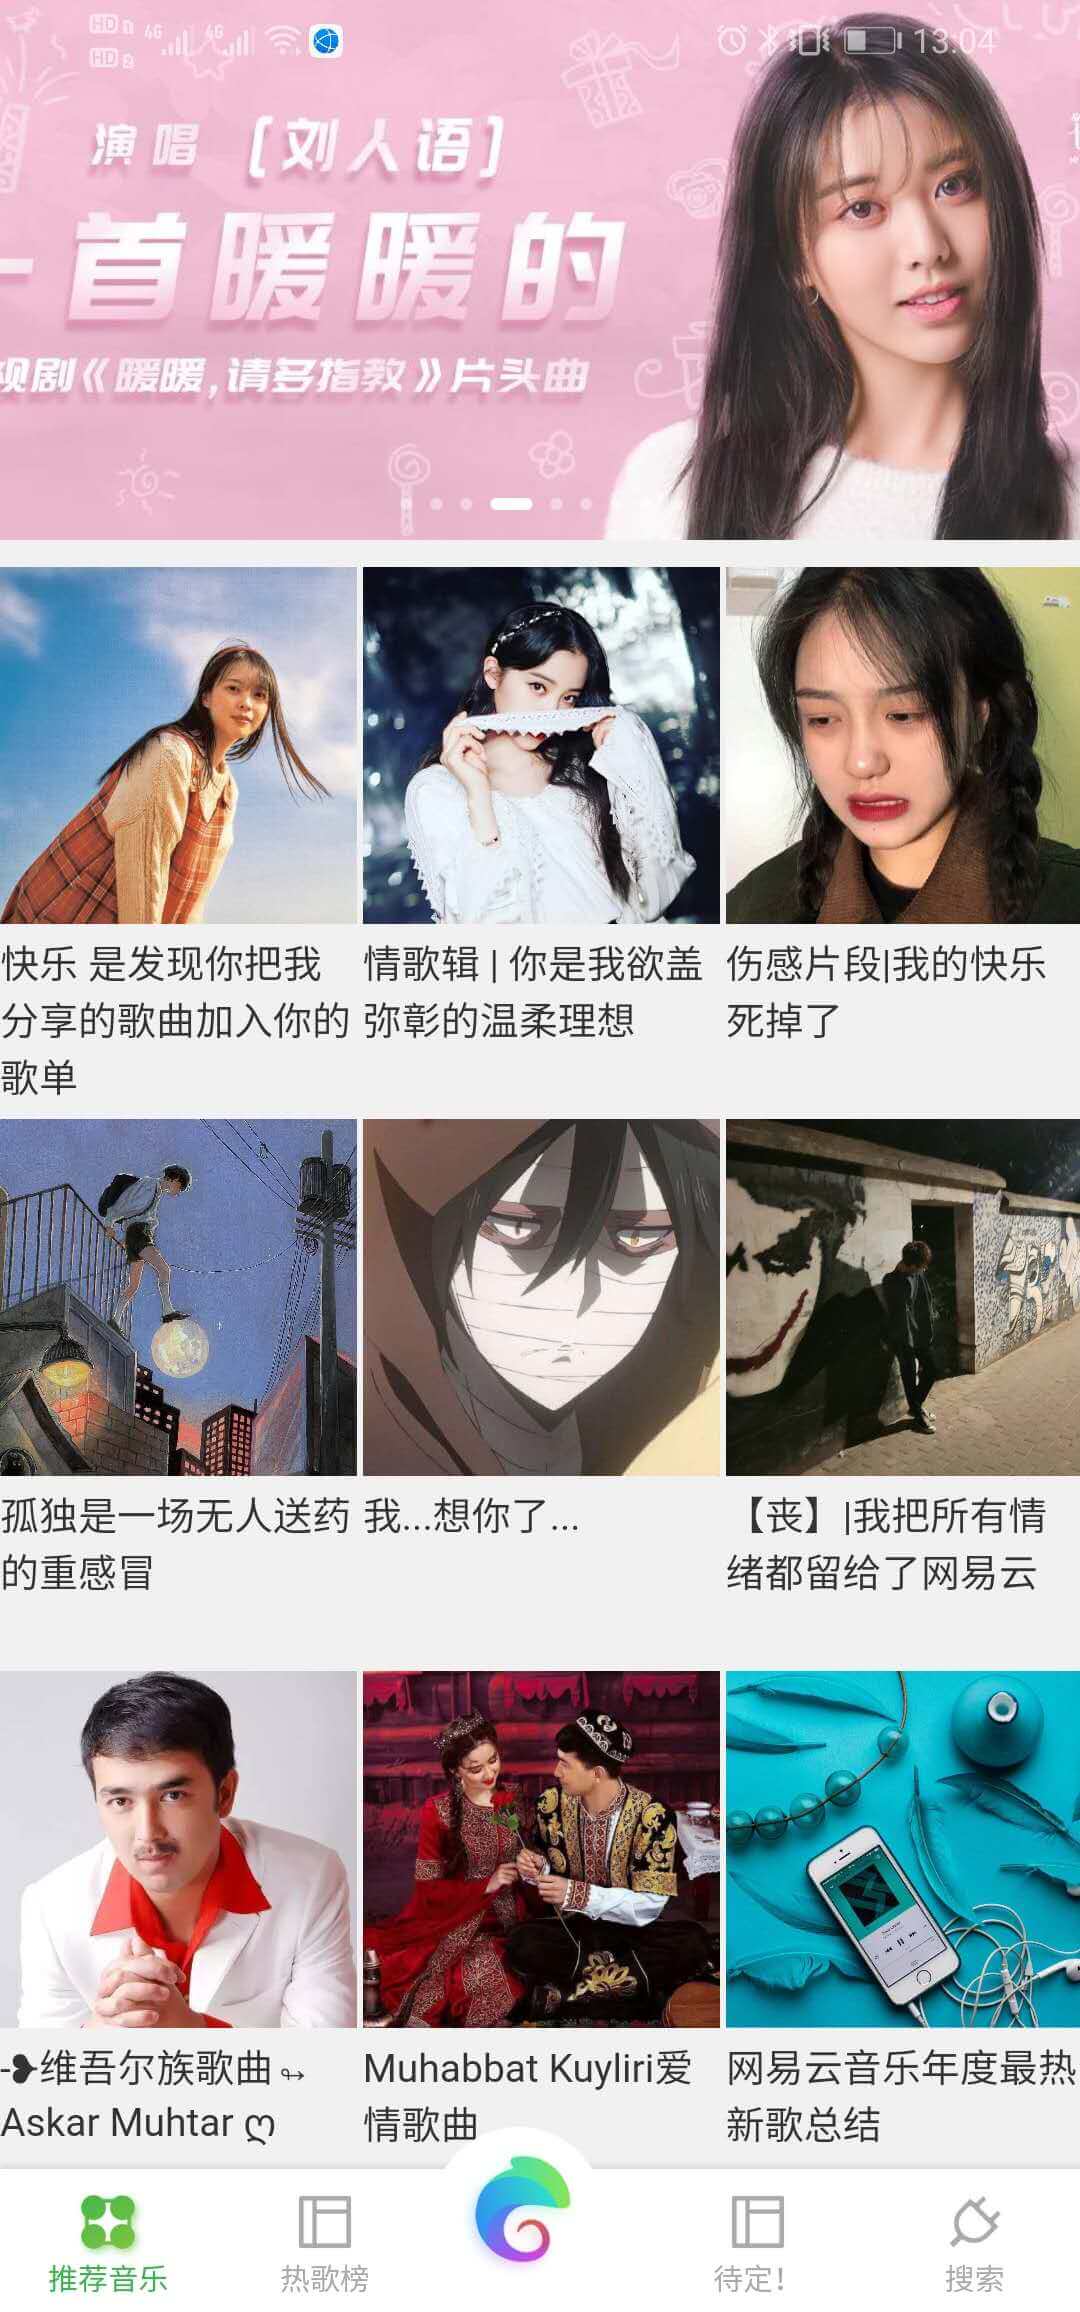 HD 1 4G 4G 13:04
HD 2
演唱 [刘人语]
一首暖暖的
视剧《暖暖,请多指教》片头曲
快乐 是发现你把我
分享的歌曲加入你的
歌单
情歌辑 | 你是我欲盖
弥彰的温柔理想
伤感片段|我的快乐
死掉了
孤独是一场无人送药
的重感冒
我...想你了...
【丧】|我把所有情
绪都留给了网易云
-❥维吾尔族歌曲 ↔
Askar Muhtar ღ
Muhabbat Kuyliri爱
情歌曲
网易云音乐年度最热
新歌总结
推荐音乐
热歌榜
待定!
搜索